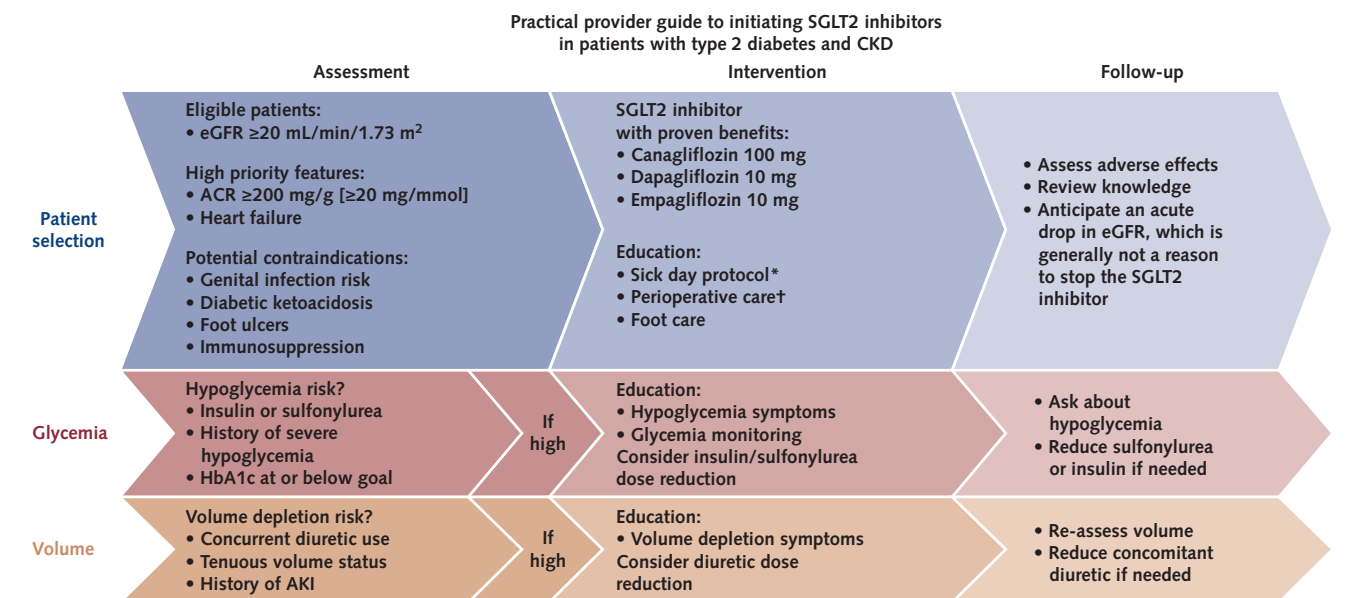 Practical provider guide to initiating SGLT2 inhibitors
in patients with type 2 diabetes and CKD
Assessment
Intervention
Follow-up
Patient
selection
Eligible patients:
• eGFR ≥20 mL/min/1.73 m²
High priority features:
• ACR ≥200 mg/g [≥20 mg/mmol]
• Heart failure
Potential contraindications:
• Genital infection risk
• Diabetic ketoacidosis
• Foot ulcers
• Immunosuppression
SGLT2 inhibitor
with proven benefits:
• Canagliflozin 100 mg
• Dapagliflozin 10 mg
• Empagliflozin 10 mg
Education:
• Sick day protocol*
• Perioperative care†
• Foot care
• Assess adverse effects
• Review knowledge
• Anticipate an acute
drop in eGFR, which is
generally not a reason
to stop the SGLT2
inhibitor
Glycemia
Hypoglycemia risk?
• Insulin or sulfonylurea
• History of severe
hypoglycemia
• HbA1c at or below goal
If
high
Education:
• Hypoglycemia symptoms
• Glycemia monitoring
Consider insulin/sulfonylurea
dose reduction
• Ask about
hypoglycemia
• Reduce sulfonylurea
or insulin if needed
Volume
Volume depletion risk?
• Concurrent diuretic use
• Tenuous volume status
• History of AKI
If
high
Education:
• Volume depletion symptoms
Consider diuretic dose
reduction
• Re-assess volume
• Reduce concomitant
diuretic if needed